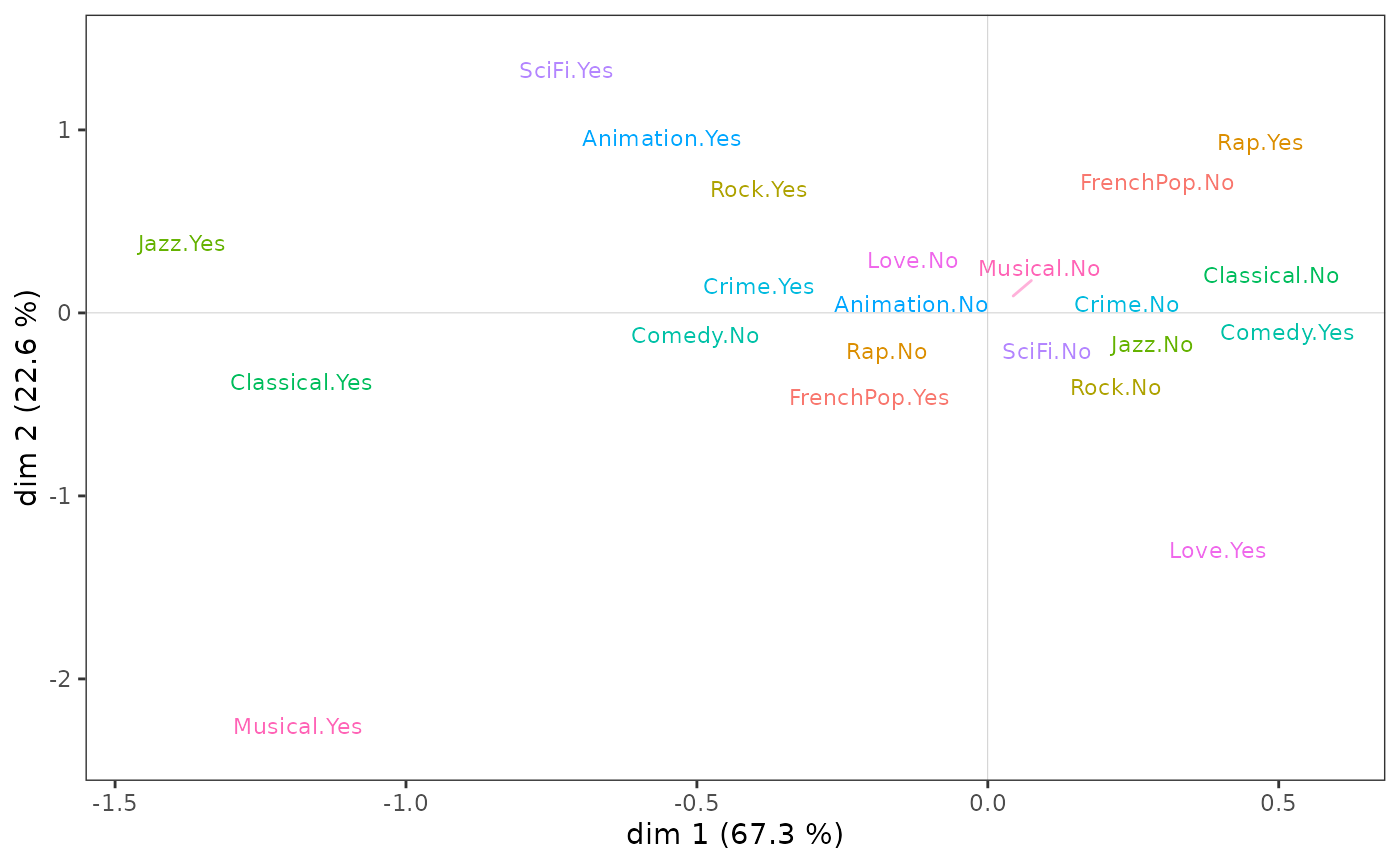 SciFi.Yes
1
Animation.Yes
Rap.Yes
Rock.Yes
FrenchPop.No
Jazz.Yes
Love.No
Musical.No
Classical.No
Crime.Yes
Animation.No
Crime.No
0
Comedy.No
Rap.No
SciFi.No
Jazz.No
Comedy.Yes
Classical.Yes
FrenchPop.Yes
Rock.No
dim 2 (22.6 %)
-1
Love.Yes
-2
Musical.Yes
-1.5 -1.0 -0.5 0.0 0.5
dim 1 (67.3 %)